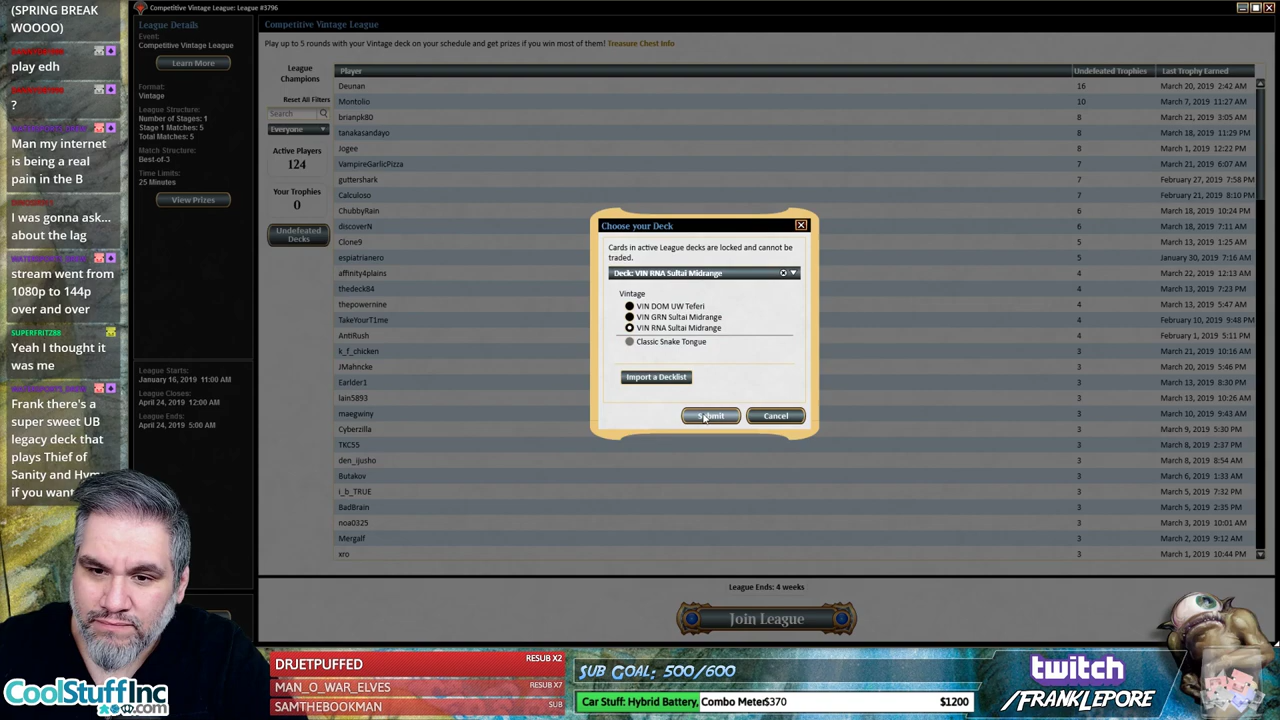 (SPRING BREAK
WOOOO)
play edh
?
Man my internet
is being a real
pain in the B
I was gonna ask...
about the lag
stream went from
1080p to 144p
over and over
SUPERFRITZ88
Yeah I thought it
was me
Frank there's a
super sweat UB
legacy deck that
plays Thief of
Sanity and Hym
if you want
Competitive Vintage League: League #3796
League Details
Event:
Competitive Vintage League
Learn More
Format:
Vintage
League Structure:
Number of Stages: 1
Stage 1 Matches: 5
Total Matches: 5
Match Structure:
Best-of-3
Time Limits:
25 Minutes
View Prizes
League Starts:
January 16, 2019 11:00 AM
League Closes:
April 24, 2019 12:00 AM
League Ends:
April 24, 2019 5:00 AM
Competitive Vintage League
Play up to 5 rounds with your Vintage deck on your schedule and get prizes if you win most of them! Treasure Chest Info
League
Champions
Reset All Filters
Search
Everyone
Active Players
124
Your Trophies
0
Undefeated
Decks
Player Undefeated Trophies Last Trophy Earned
Deunan 16 March 20, 2019 2:42 AM
Montolio 10 March 7, 2019 11:27 AM
brianpk80 8 March 21, 2019 3:05 AM
tanakasandayo 8 March 18, 2019 11:29 PM
Jogee 8 March 1, 2019 12:22 PM
VampireGarlicPizza 7 March 21, 2019 6:07 AM
guttershark 7 February 27, 2019 7:58 PM
Calculoso 7 February 21, 2019 8:10 PM
ChubbyRain 6 March 18, 2019 10:24 PM
discoverN 6 March 18, 2019 7:11 AM
Clone9 5 March 13, 2019 1:25 AM
espiatrianero 5 January 30, 2019 7:16 AM
affinity4plains 4 March 22, 2019 12:13 AM
thedeck84 4 March 13, 2019 7:23 PM
thepowernine 4 March 13, 2019 5:47 AM
TakeYourT1me 4 February 10, 2019 9:48 PM
AntiRush 4 February 1, 2019 5:11 PM
k_f_chicken 3 March 21, 2019 10:16 AM
JMahncke 3 March 20, 2019 5:46 PM
Earlder1 3 March 13, 2019 8:30 PM
lain5893 3 March 13, 2019 10:26 AM
maegwiny 3 March 10, 2019 9:43 AM
Cyberzilla 3 March 9, 2019 5:30 PM
TKC55 3 March 8, 2019 2:37 PM
den_ijusho 3 March 8, 2019 8:54 AM
Butakov 3 March 6, 2019 1:33 AM
i_b_TRUE 3 March 5, 2019 7:32 PM
BadBrain 3 March 5, 2019 2:35 PM
noa0325 3 March 3, 2019 10:01 AM
Mergalf 3 March 2, 2019 9:12 AM
xro 3 March 1, 2019 10:44 PM
Choose your Deck
Cards in active League decks are locked and cannot be
traded.
Deck: VIN RNA Sultai Midrange
Vintage
VIN DOM UW Teferi
VIN GRN Sultai Midrange
VIN RNA Sultai Midrange
Classic Snake Tongue
Import a Decklist
Submit Cancel
League Ends: 4 weeks
Join League
CoolStuffInc
.com
DRJETPUFFED RESUB X2
MAN_O_WAR_ELVES RESUB X7
SAMTHEBOOKMAN SUB
SUB GOAL: 500/600
Car Stuff: Hybrid Battery, Combo Meter $370 $1200
twitch
/FRANKLEPORE